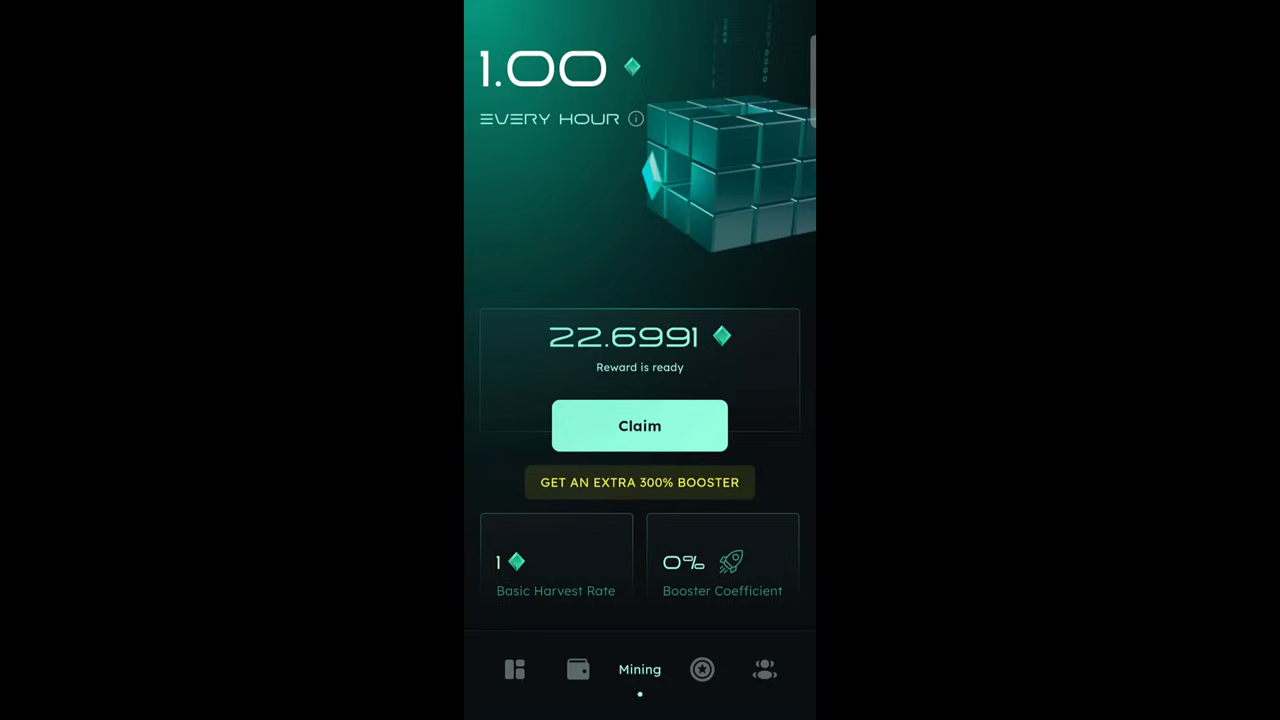 1.00
EVERY HOUR
22.6991
Reward is ready
Claim
GET AN EXTRA 300% BOOSTER
1
Basic Harvest Rate
0%
Booster Coefficient
Mining